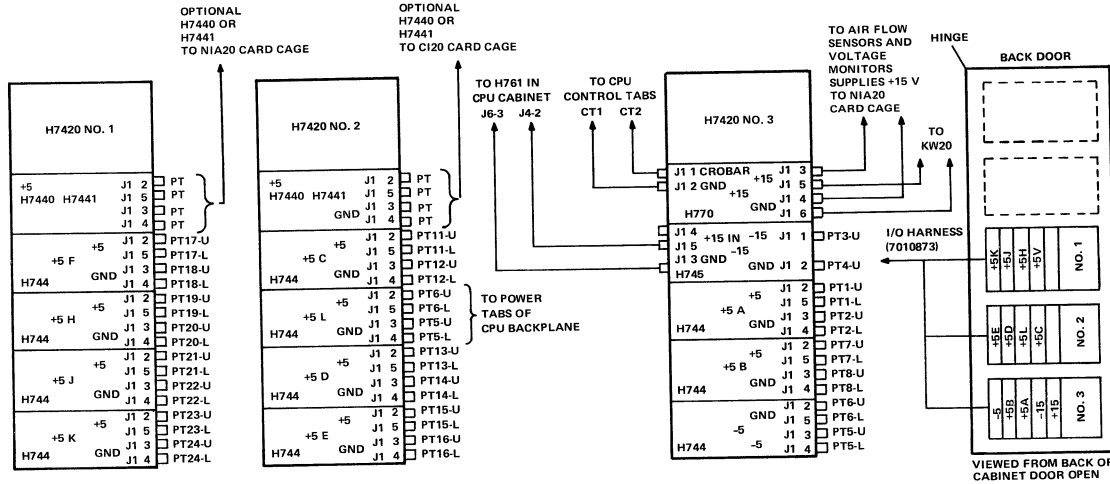 OPTIONAL
H7440 OR
H7441
TO NIA20 CARD CAGE
H7420 NO. 1
+5
H7440 H7441
J1 2 PT
J1 5 PT
J1 3 PT
J1 4 PT
+5
+5 F
GND
H744
J1 2 PT17-U
J1 5 PT17-L
J1 3 PT18-U
J1 4 PT18-L
+5
+5 H
GND
H744
J1 2 PT19-U
J1 5 PT19-L
J1 3 PT20-U
J1 4 PT20-L
+5
+5 J
GND
H744
J1 2 PT21-U
J1 5 PT21-L
J1 3 PT22-U
J1 4 PT22-L
+5
+5 K
GND
H744
J1 2 PT23-U
J1 5 PT23-L
J1 3 PT24-U
J1 4 PT24-L
OPTIONAL
H7440 OR
H7441
TO CI20 CARD CAGE
H7420 NO. 2
+5
H7440 H7441
GND
J1 2 PT
J1 5 PT
J1 3 PT
J1 4 PT
+5
+5 C
GND
H744
J1 2 PT11-U
J1 5 PT11-L
J1 3 PT12-U
J1 4 PT12-L
+5
+5 L
GND
H744
J1 2 PT6-U
J1 5 PT6-L
J1 3 PT5-U
J1 4 PT5-L
TO POWER
TABS OF
CPU BACKPLANE
+5
+5 D
GND
H744
J1 2 PT13-U
J1 5 PT13-L
J1 3 PT14-U
J1 4 PT14-L
+5
+5 E
GND
H744
J1 2 PT15-U
J1 5 PT15-L
J1 3 PT16-U
J1 4 PT16-L
TO H761 IN
CPU CABINET
J6-3 J4-2
TO CPU
CONTROL TABS
CT1 CT2
TO AIR FLOW
SENSORS AND
VOLTAGE
MONITORS
SUPPLIES +15 V
TO NIA20
CARD CAGE
TO
KW20
H7420 NO. 3
J1 1 CROBAR J1 3
J1 2 GND +15 J1 5
+15 J1 4
GND J1 6
H770
J1 4
J1 5 +15 IN -15 J1 1 PT3-U
J1 3 GND -15
GND J1 2 PT4-U
H745
+5
+5 A
GND
H744
J1 2 PT1-U
J1 5 PT1-L
J1 3 PT2-U
J1 4 PT2-L
+5
+5 B
GND
H744
J1 2 PT7-U
J1 5 PT7-L
J1 3 PT8-U
J1 4 PT8-L
GND
-5
-5
H744
J1 2 PT6-U
J1 5 PT6-L
J1 3 PT5-U
J1 4 PT5-L
HINGE
BACK DOOR
I/O HARNESS
(7010873)
+5K
+5J
+5H
+5V
NO. 1
+5E
+5D
+5L
+5C
NO. 2
-5
+5B
+5A
-15
+15
NO. 3
VIEWED FROM BACK OF
CABINET DOOR OPEN